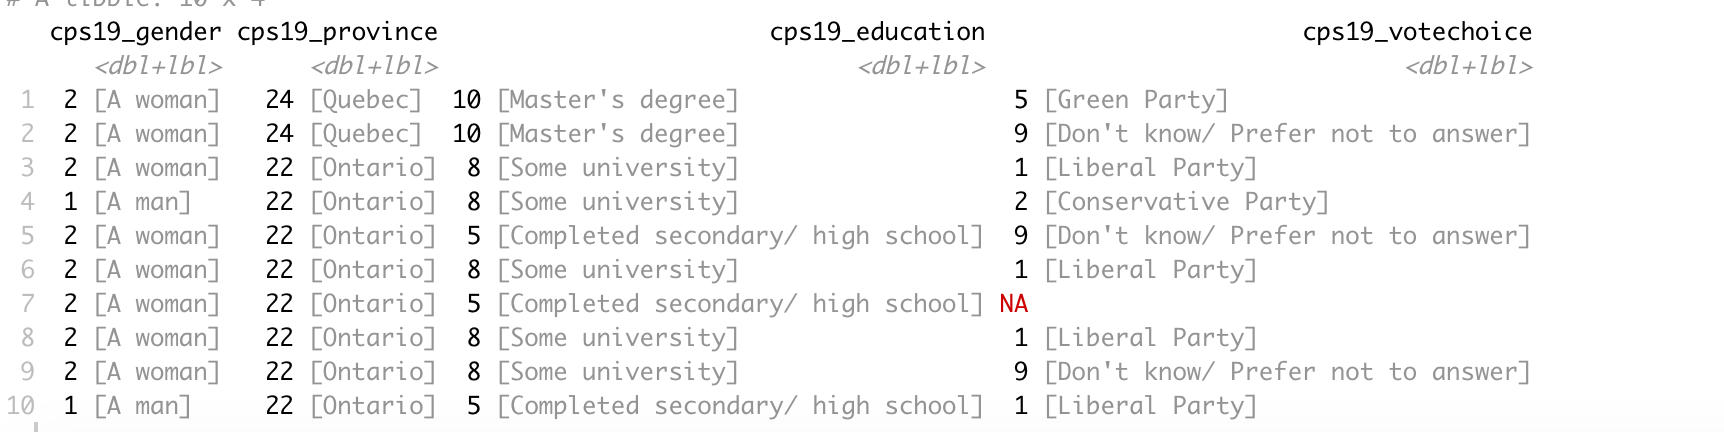 # A tibble: 10 x 4
cps19_gender cps19_province cps19_education cps19_votechoice
<dbl+lbl> <dbl+lbl> <dbl+lbl> <dbl+lbl>
1 2 [A woman] 24 [Quebec] 10 [Master's degree] 5 [Green Party]
2 2 [A woman] 24 [Quebec] 10 [Master's degree] 9 [Don't know/ Prefer not to answer]
3 2 [A woman] 22 [Ontario] 8 [Some university] 1 [Liberal Party]
4 1 [A man] 22 [Ontario] 8 [Some university] 2 [Conservative Party]
5 2 [A woman] 22 [Ontario] 5 [Completed secondary/ high school] 9 [Don't know/ Prefer not to answer]
6 2 [A woman] 22 [Ontario] 8 [Some university] 1 [Liberal Party]
7 2 [A woman] 22 [Ontario] 5 [Completed secondary/ high school] NA
8 2 [A woman] 22 [Ontario] 8 [Some university] 1 [Liberal Party]
9 2 [A woman] 22 [Ontario] 8 [Some university] 9 [Don't know/ Prefer not to answer]
10 1 [A man] 22 [Ontario] 5 [Completed secondary/ high school] 1 [Liberal Party]